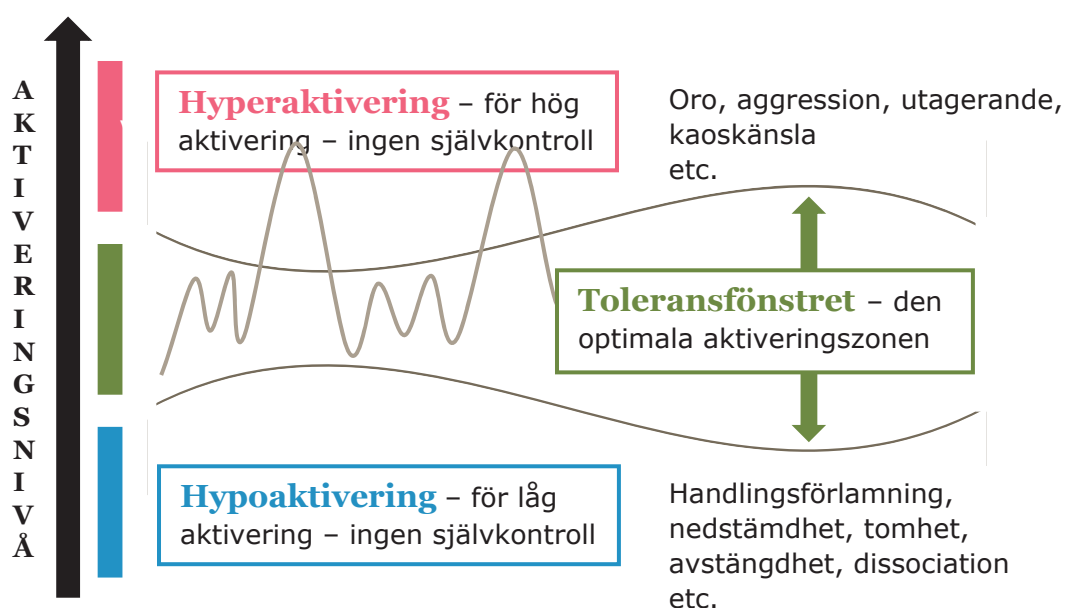 AKTIVERINGSNIVÅ
Hyperaktivering – för hög
aktivering – ingen självkontroll
Oro, aggression, utagerande,
kaoskänsla
etc.
Toleransfönstret – den
optimala aktiveringszonen
Hypoaktivering – för låg
aktivering – ingen självkontroll
Handlingsförlamning,
nedstämdhet, tomhet,
avstängdhet, dissociation
etc.